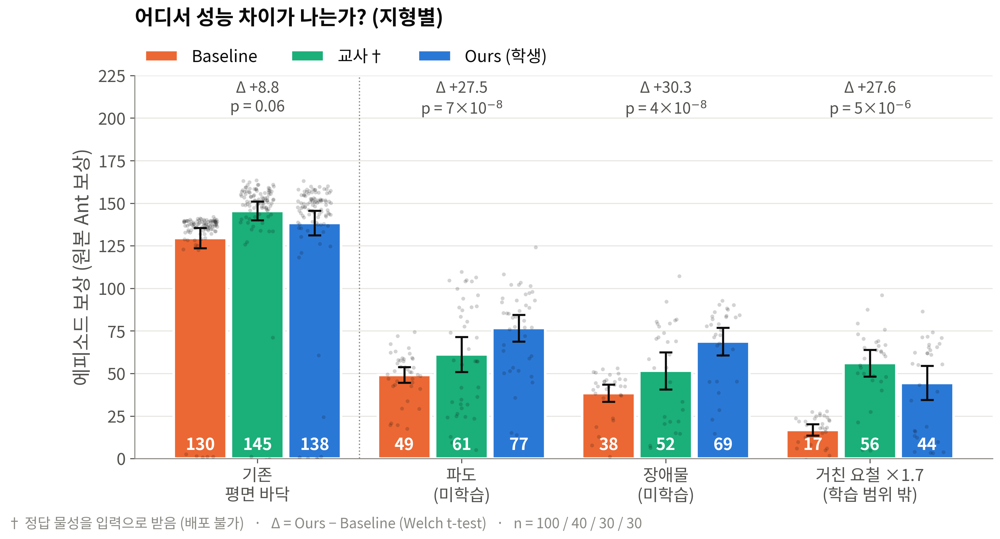 어디서 성능 차이가 나는가? (지형별)
Baseline
교사 †
Ours (학생)
에피소드 보상 (원본 Ant 보상)
225
200
175
150
125
100
75
50
25
0
Δ +8.8
p = 0.06
Δ +27.5
p = 7×10⁻⁸
Δ +30.3
p = 4×10⁻⁸
Δ +27.6
p = 5×10⁻⁶
130
145
138
49
61
77
38
52
69
17
56
44
기존
평면 바닥
파도
(미학습)
장애물
(미학습)
거친 요철 ×1.7
(학습 범위 밖)
† 정답 물성을 입력으로 받음 (배포 불가) · Δ = Ours − Baseline (Welch t-test) · n = 100 / 40 / 30 / 30